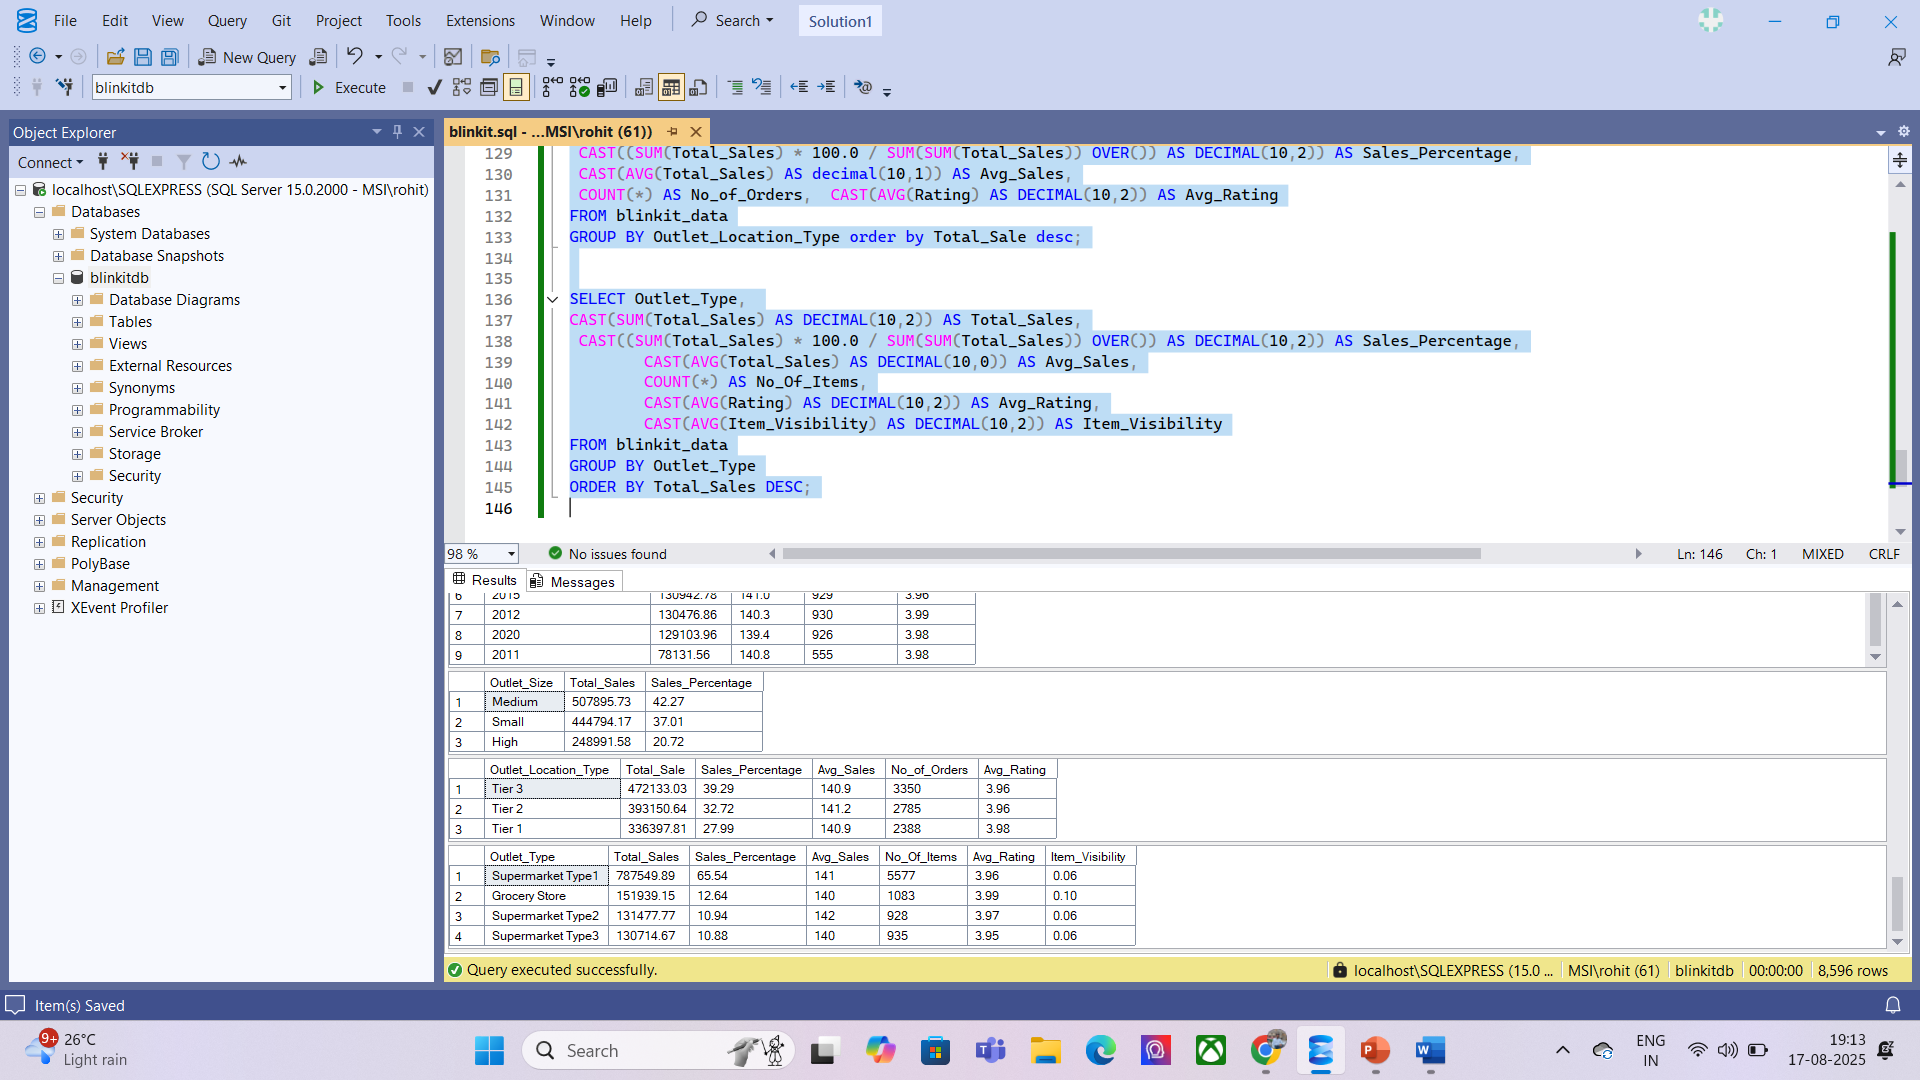 File Edit View Query Git Project Tools Extensions Window Help Search Solution1
New Query
blinkitdb Execute
Object Explorer
Connect
localhost\SQLEXPRESS (SQL Server 15.0.2000 - MSI\rohit)
Databases
System Databases
Database Snapshots
blinkitdb
Database Diagrams
Tables
Views
External Resources
Synonyms
Programmability
Service Broker
Storage
Security
Security
Server Objects
Replication
PolyBase
Management
XEvent Profiler
blinkit.sql - ...MSI\rohit (61))
129 CAST((SUM(Total_Sales) * 100.0 / SUM(SUM(Total_Sales)) OVER()) AS DECIMAL(10,2)) AS Sales_Percentage,
130 CAST(AVG(Total_Sales) AS decimal(10,1)) AS Avg_Sales,
131 COUNT(*) AS No_of_Orders, CAST(AVG(Rating) AS DECIMAL(10,2)) AS Avg_Rating
132 FROM blinkit_data
133 GROUP BY Outlet_Location_Type order by Total_Sale desc;
134
135
136 SELECT Outlet_Type,
137 CAST(SUM(Total_Sales) AS DECIMAL(10,2)) AS Total_Sales,
138 CAST((SUM(Total_Sales) * 100.0 / SUM(SUM(Total_Sales)) OVER()) AS DECIMAL(10,2)) AS Sales_Percentage,
139 CAST(AVG(Total_Sales) AS DECIMAL(10,0)) AS Avg_Sales,
140 COUNT(*) AS No_Of_Items,
141 CAST(AVG(Rating) AS DECIMAL(10,2)) AS Avg_Rating,
142 CAST(AVG(Item_Visibility) AS DECIMAL(10,2)) AS Item_Visibility
143 FROM blinkit_data
144 GROUP BY Outlet_Type
145 ORDER BY Total_Sales DESC;
146
98 % No issues found Ln: 146 Ch: 1 MIXED CRLF
Results Messages
6 2015 130942.78 141.0 929 3.96
7 2012 130476.86 140.3 930 3.99
8 2020 129103.96 139.4 926 3.98
9 2011 78131.56 140.8 555 3.98
Outlet_Size Total_Sales Sales_Percentage
1 Medium 507895.73 42.27
2 Small 444794.17 37.01
3 High 248991.58 20.72
Outlet_Location_Type Total_Sale Sales_Percentage Avg_Sales No_of_Orders Avg_Rating
1 Tier 3 472133.03 39.29 140.9 3350 3.96
2 Tier 2 393150.64 32.72 141.2 2785 3.96
3 Tier 1 336397.81 27.99 140.9 2388 3.98
Outlet_Type Total_Sales Sales_Percentage Avg_Sales No_Of_Items Avg_Rating Item_Visibility
1 Supermarket Type1 787549.89 65.54 141 5577 3.96 0.06
2 Grocery Store 151939.15 12.64 140 1083 3.99 0.10
3 Supermarket Type2 131477.77 10.94 142 928 3.97 0.06
4 Supermarket Type3 130714.67 10.88 140 935 3.95 0.06
Query executed successfully. localhost\SQLEXPRESS (15.0 ... MSI\rohit (61) blinkitdb 00:00:00 8,596 rows
Item(s) Saved
9+ 26°C
Light rain
Search
ENG
IN
19:13
17-08-2025